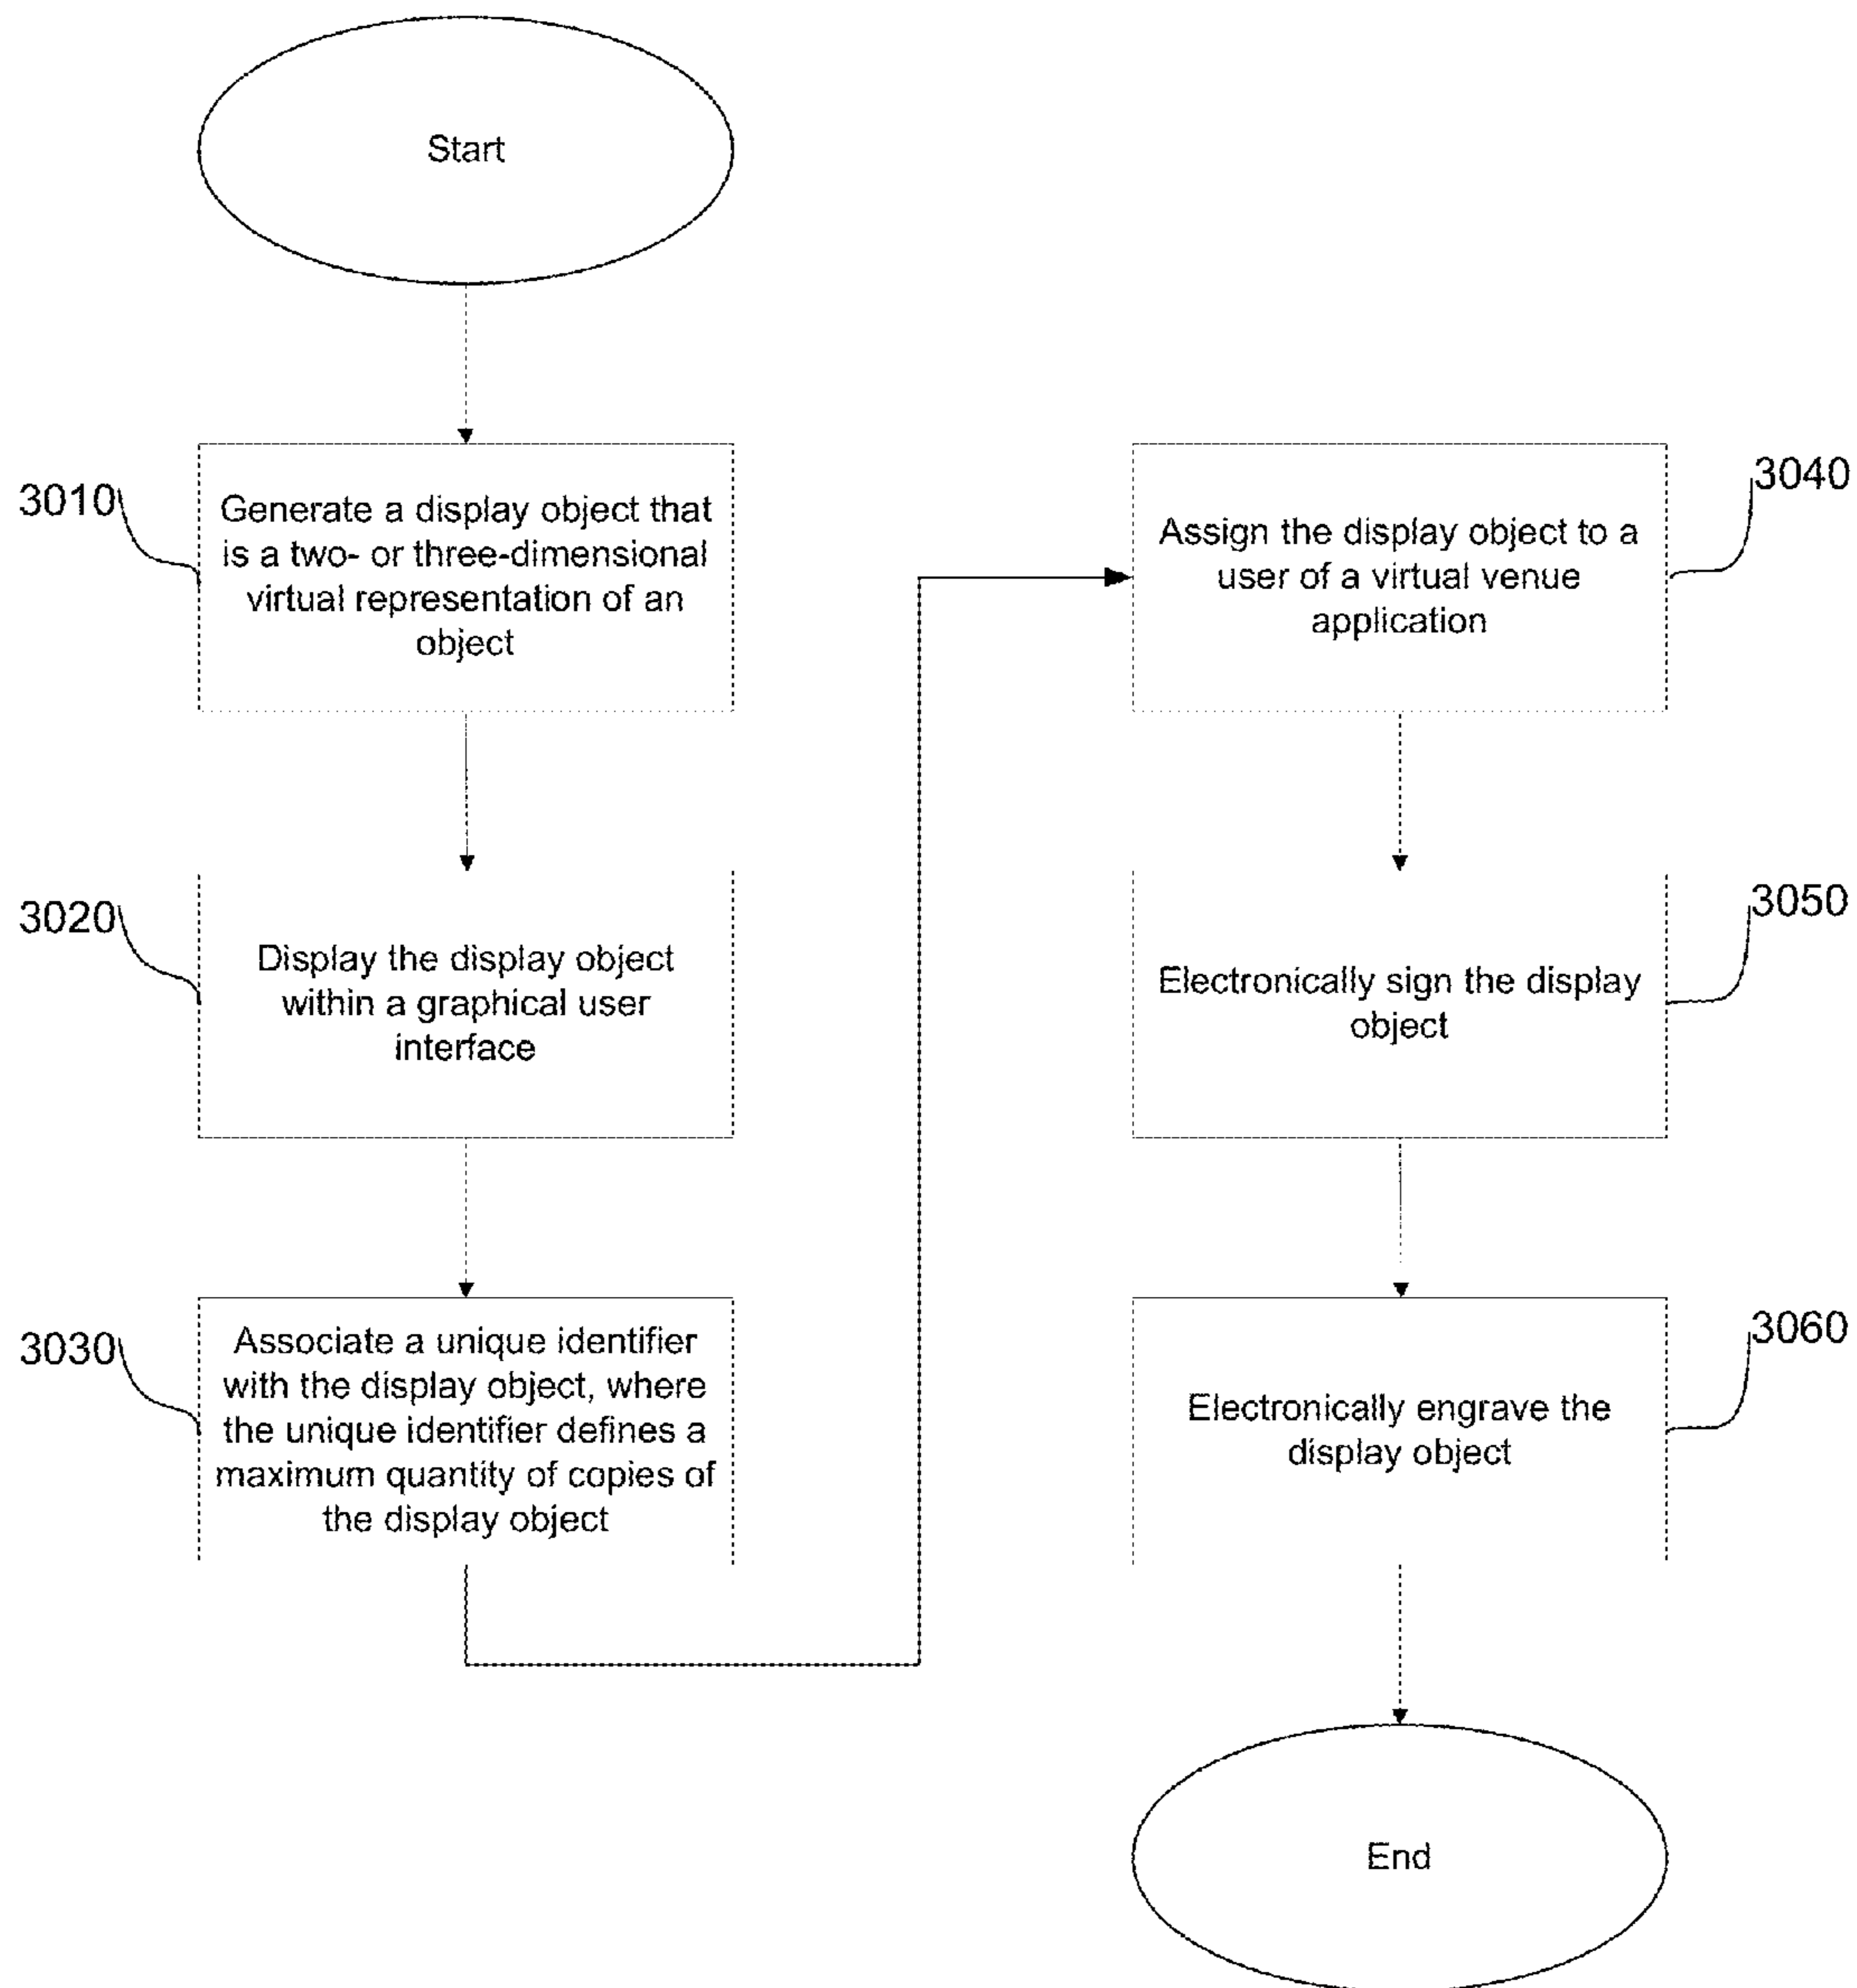 Start
3010
Generate a display object that
is a two- or three-dimensional
virtual representation of an
object
3020
Display the display object
within a graphical user
interface
3030
Associate a unique identifier
with the display object, where
the unique identifier defines a
maximum quantity of copies of
the display object
3040
Assign the display object to a
user of a virtual venue
application
3050
Electronically sign the display
object
3060
Electronically engrave the
display object
End